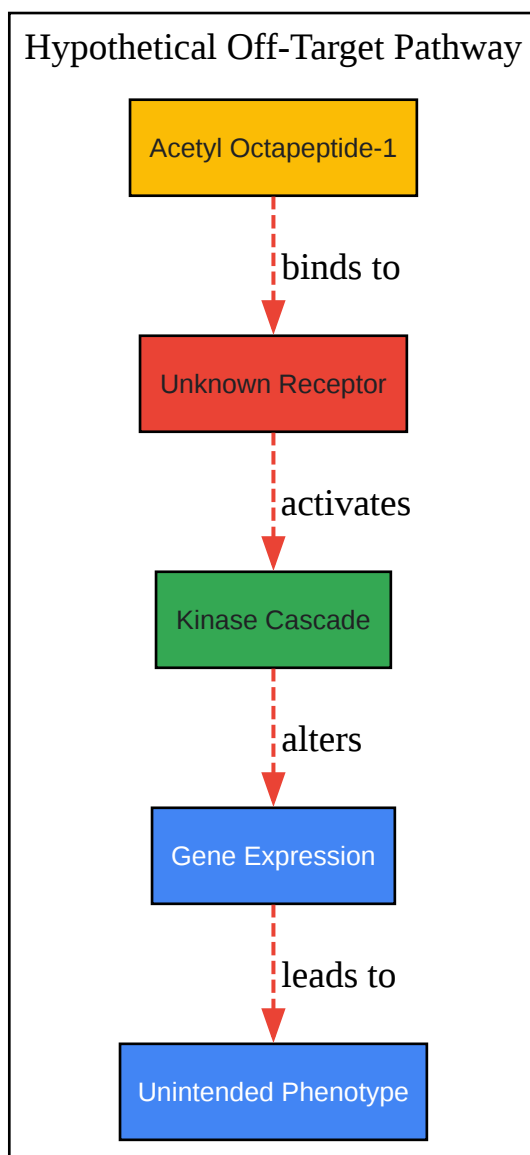 Hypothetical Off-Target Pathway
Acetyl Octapeptide-1
binds to
Unknown Receptor
activates
Kinase Cascade
alters
Gene Expression
leads to
Unintended Phenotype